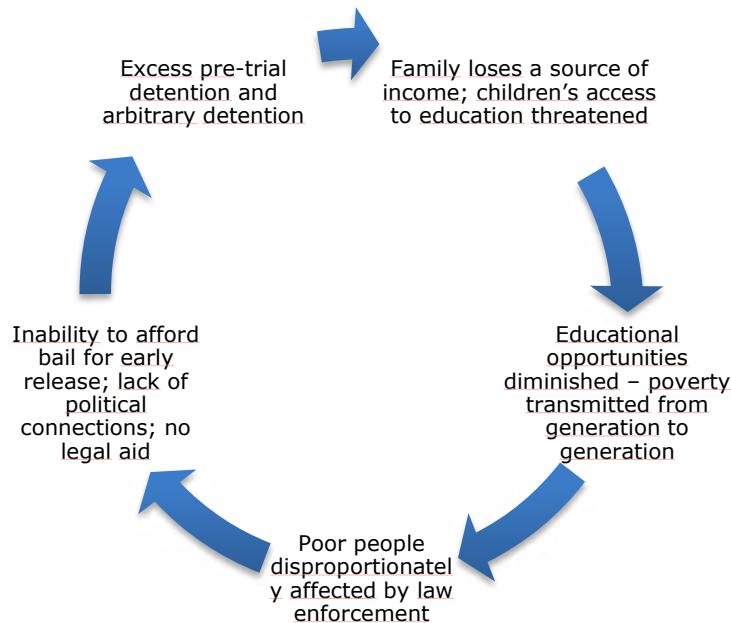 Excess pre-trial
detention and
arbitrary detention
Family loses a source of
income; children’s access
to education threatened
Educational
opportunities
diminished – poverty
transmitted from
generation to
generation
Poor people
disproportionatel
y affected by law
enforcement
Inability to afford
bail for early
release; lack of
political
connections; no
legal aid